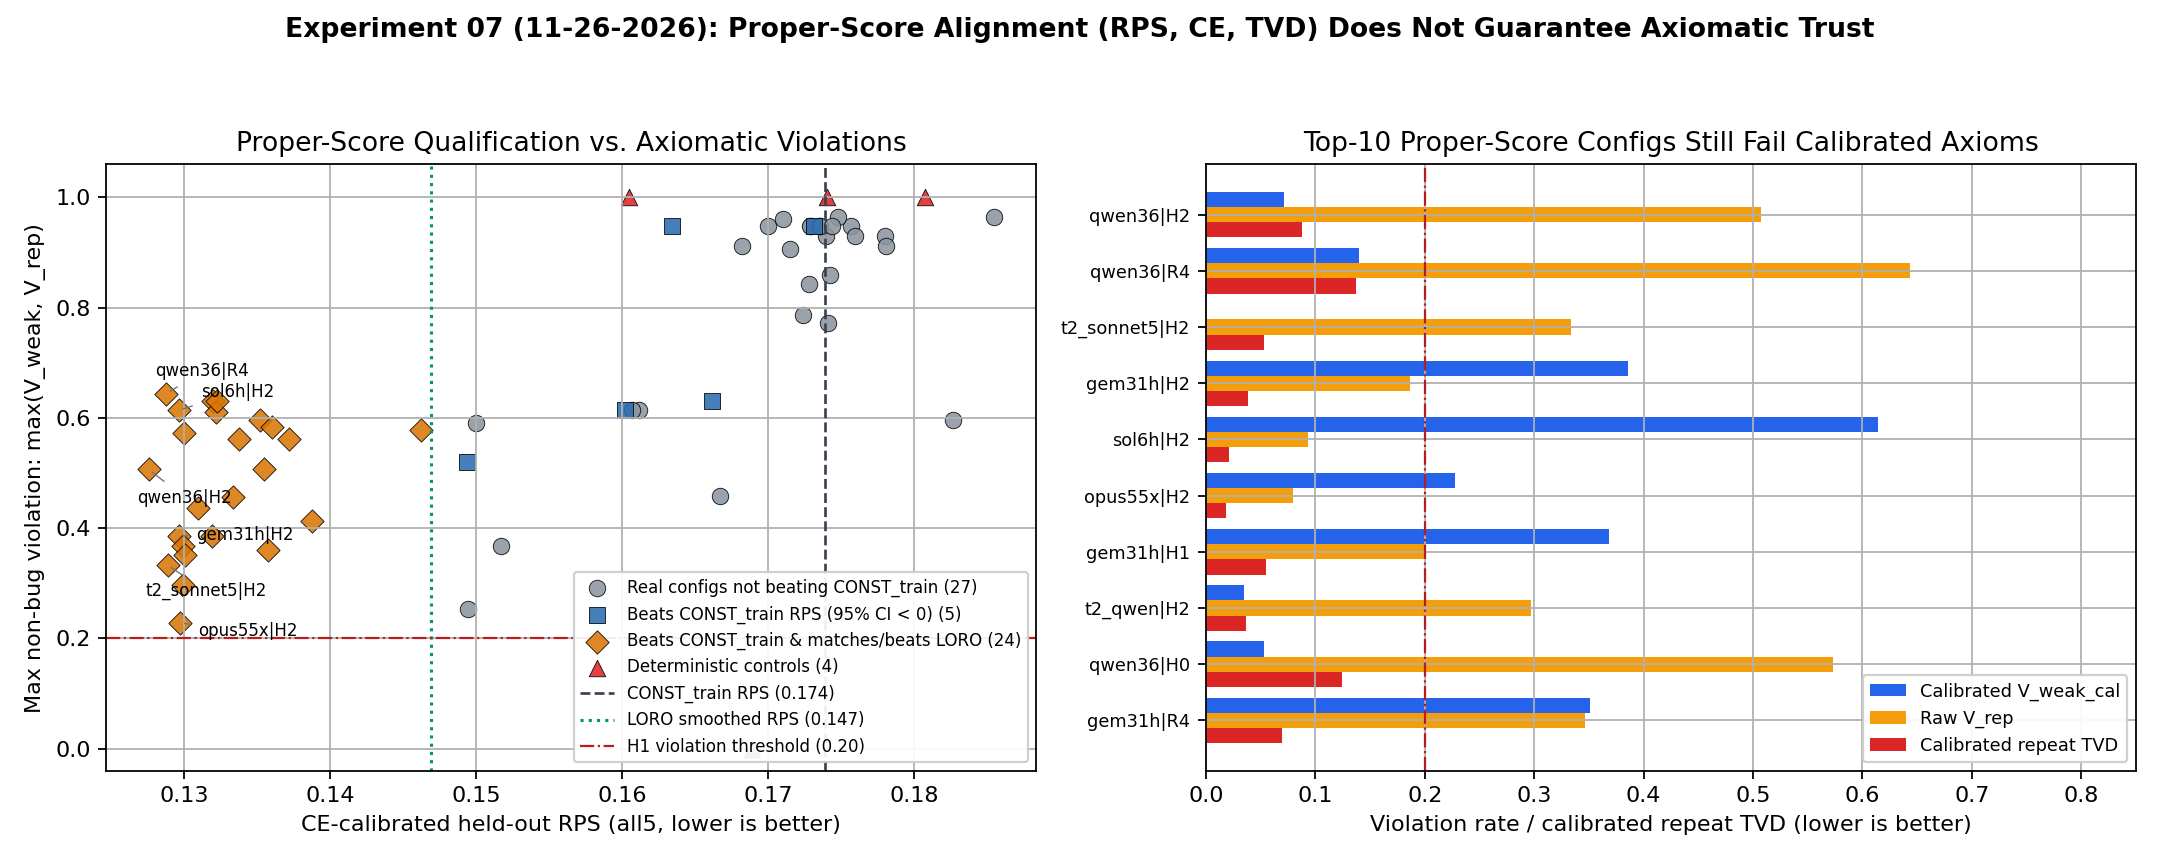 Experiment 07 (11-26-2026): Proper-Score Alignment (RPS, CE, TVD) Does Not Guarantee Axiomatic Trust
Proper-Score Qualification vs. Axiomatic Violations
Max non-bug violation: max(V_weak, V_rep)
1.0
0.8
0.6
0.4
0.2
0.0
qwen36|R4
sol6h|H2
qwen36|H2
gem31h|H2
t2_sonnet5|H2
opus55x|H2
Real configs not beating CONST_train (27)
Beats CONST_train RPS (95% CI < 0) (5)
Beats CONST_train & matches/beats LORO (24)
Deterministic controls (4)
CONST_train RPS (0.174)
LORO smoothed RPS (0.147)
H1 violation threshold (0.20)
0.13 0.14 0.15 0.16 0.17 0.18
CE-calibrated held-out RPS (all5, lower is better)
Top-10 Proper-Score Configs Still Fail Calibrated Axioms
qwen36|H2
qwen36|R4
t2_sonnet5|H2
gem31h|H2
sol6h|H2
opus55x|H2
gem31h|H1
t2_qwen|H2
qwen36|H0
gem31h|R4
Calibrated V_weak_cal
Raw V_rep
Calibrated repeat TVD
0.0 0.1 0.2 0.3 0.4 0.5 0.6 0.7 0.8
Violation rate / calibrated repeat TVD (lower is better)